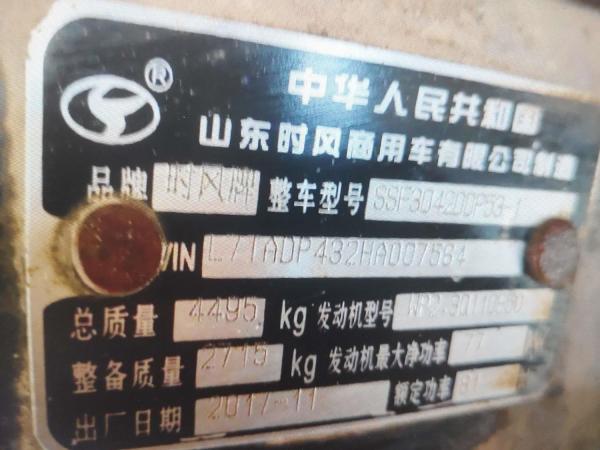 ®
中华人民共和国
山东时风商用车有限公司制造
品牌 时风牌 整车型号 SSF3042DDP53-1
VIN L7TADP432HA007564
总质量 4495 kg 发动机型号
整备质量 2715 kg 发动机最大净功率 77
出厂日期 2017-11 额定功率 81